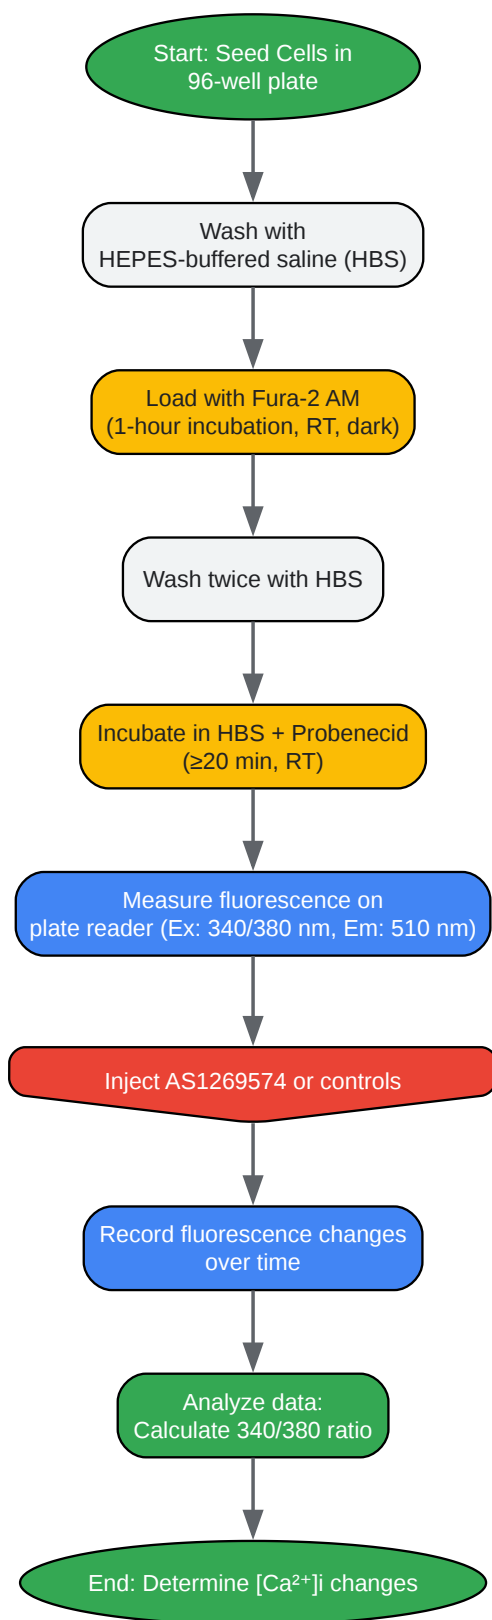 Start: Seed Cells in
96-well plate
Wash with
HEPES-buffered saline (HBS)
Load with Fura-2 AM
(1-hour incubation, RT, dark)
Wash twice with HBS
Incubate in HBS + Probenecid
(≥20 min, RT)
Measure fluorescence on
plate reader (Ex: 340/380 nm, Em: 510 nm)
Inject AS1269574 or controls
Record fluorescence changes
over time
Analyze data:
Calculate 340/380 ratio
End: Determine [Ca²⁺]i changes